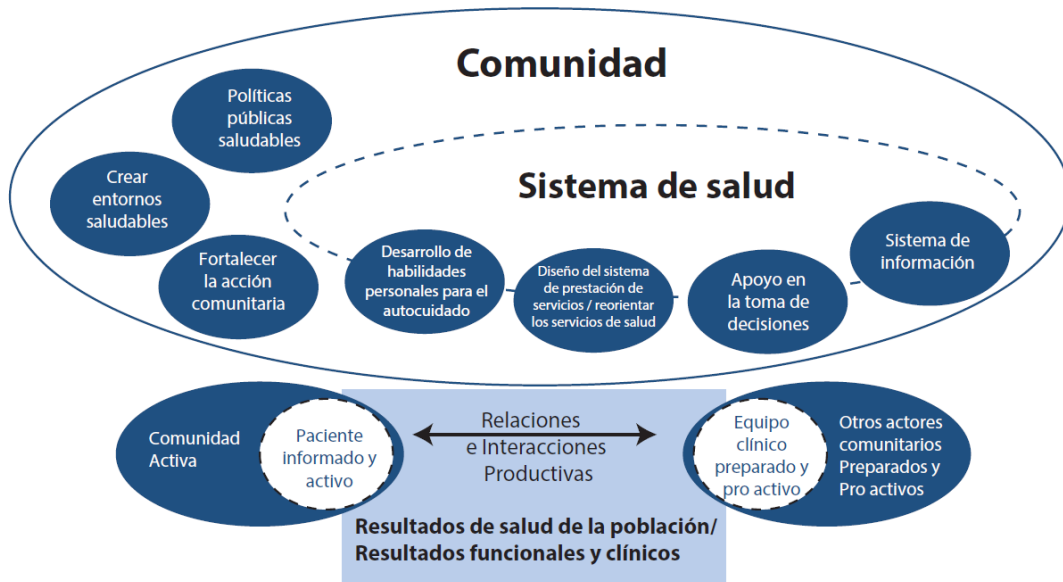 Comunidad
Políticas
públicas
saludables
Crear
entornos
saludables
Fortalecer
la acción
comunitaria
Sistema de salud
Desarrollo de
habilidades
personales para el
autocuidado
Diseño del sistema
de prestación de
servicios / reorientar
los servicios de salud
Apoyo en
la toma de
decisiones
Sistema de
información
Comunidad
Activa
Paciente
informado y
activo
Relaciones
e Interacciones
Productivas
Equipo
clínico
preparado y
pro activo
Otros actores
comunitarios
Preparados y
Pro activos
Resultados de salud de la población/
Resultados funcionales y clínicos